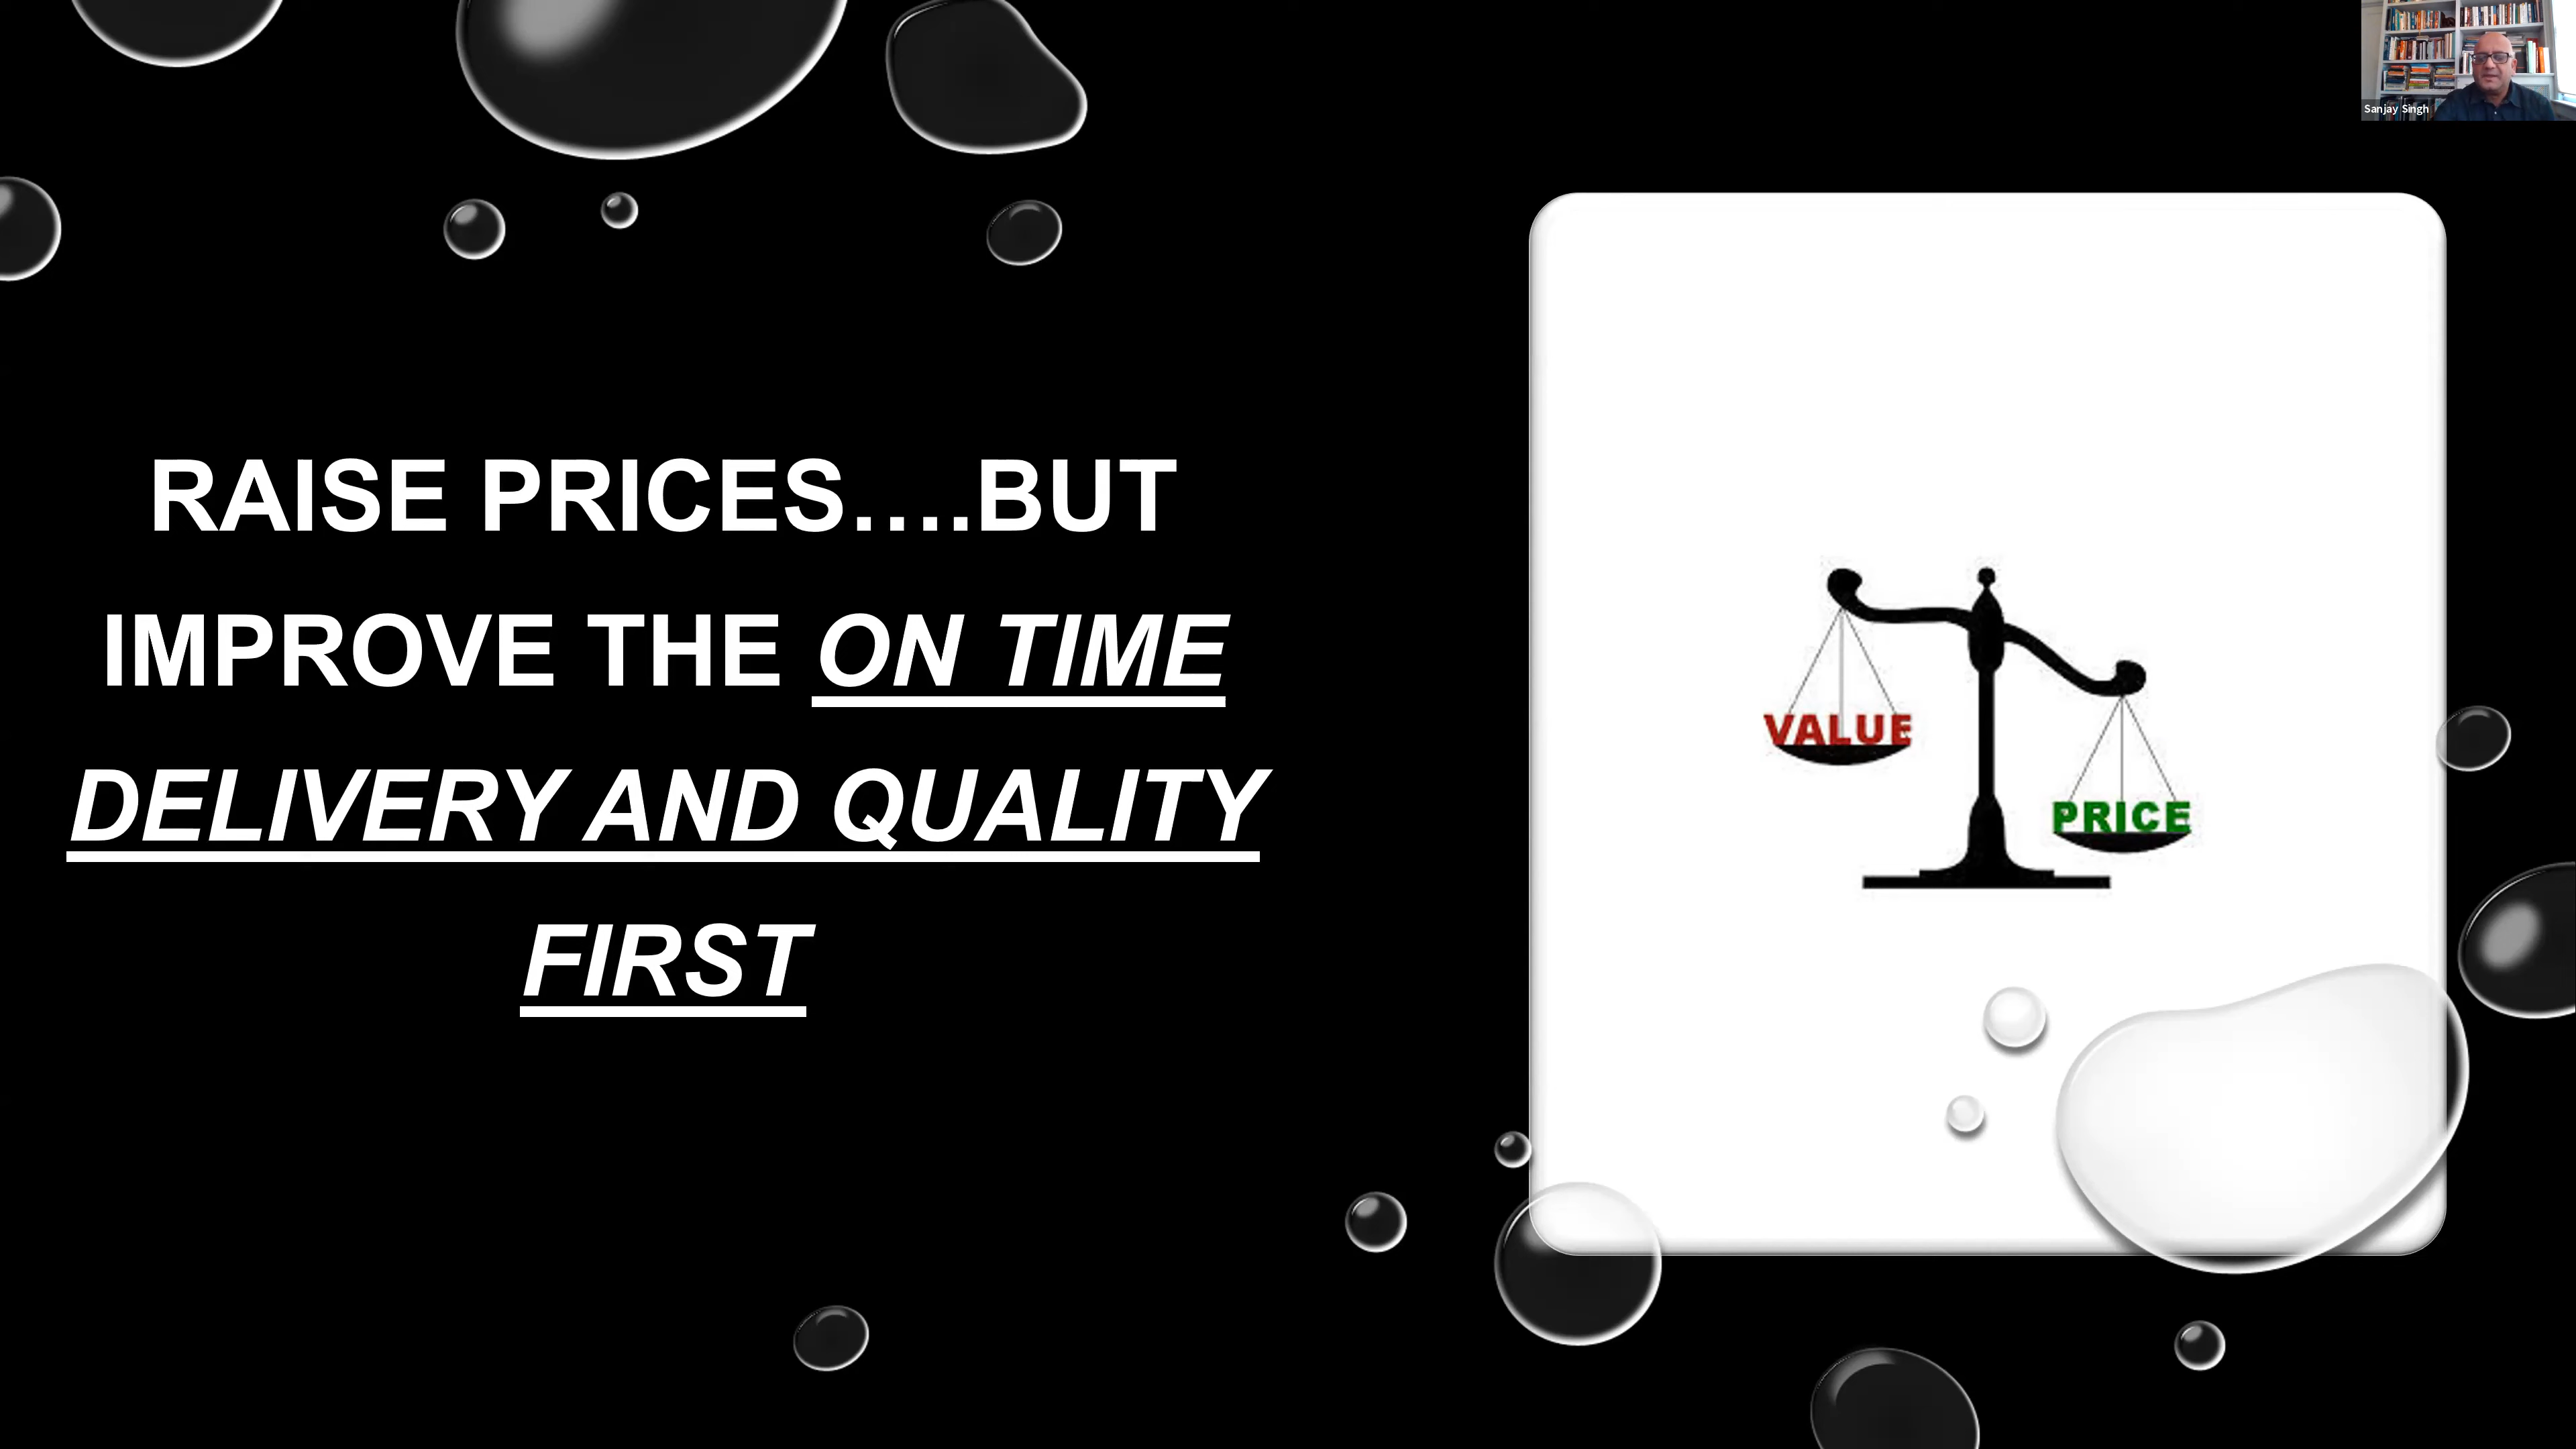 Sanjay Singh
RAISE PRICES….BUT
IMPROVE THE ON TIME
DELIVERY AND QUALITY
FIRST
VALUE
PRICE